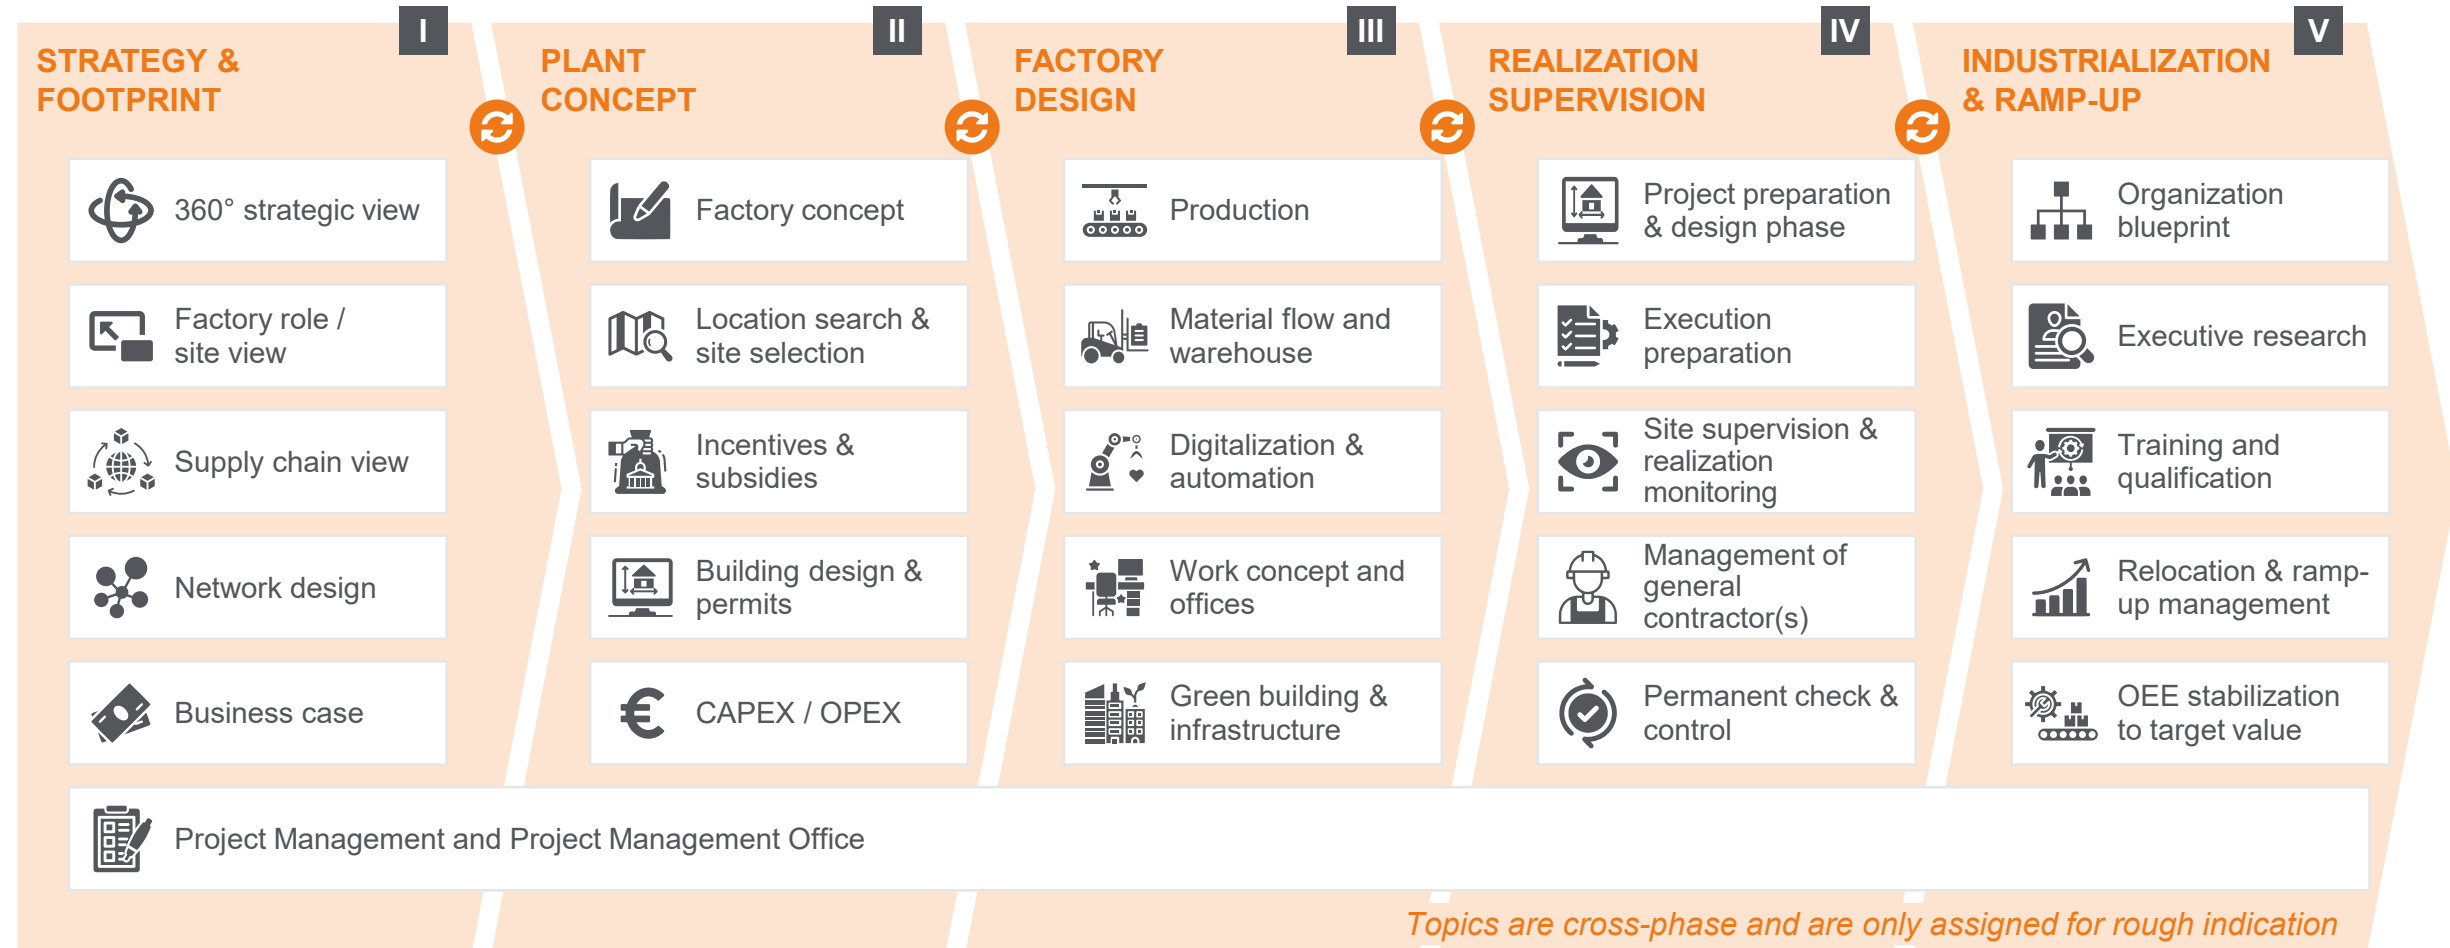 I
STRATEGY &
FOOTPRINT
360° strategic view
Factory role /
site view
Supply chain view
Network design
Business case
II
PLANT
CONCEPT
Factory concept
Location search &
site selection
Incentives &
subsidies
Building design &
permits
€
CAPEX / OPEX
III
FACTORY
DESIGN
Production
Material flow and
warehouse
Digitalization &
automation
Work concept and
offices
Green building &
infrastructure
IV
REALIZATION
SUPERVISION
Project preparation
& design phase
Execution
preparation
Site supervision &
realization
monitoring
Management of
general
contractor(s)
Permanent check &
control
V
INDUSTRIALIZATION
& RAMP-UP
Organization
blueprint
Executive research
Training and
qualification
Relocation & ramp-
up management
OEE stabilization
to target value
Project Management and Project Management Office
Topics are cross-phase and are only assigned for rough indication